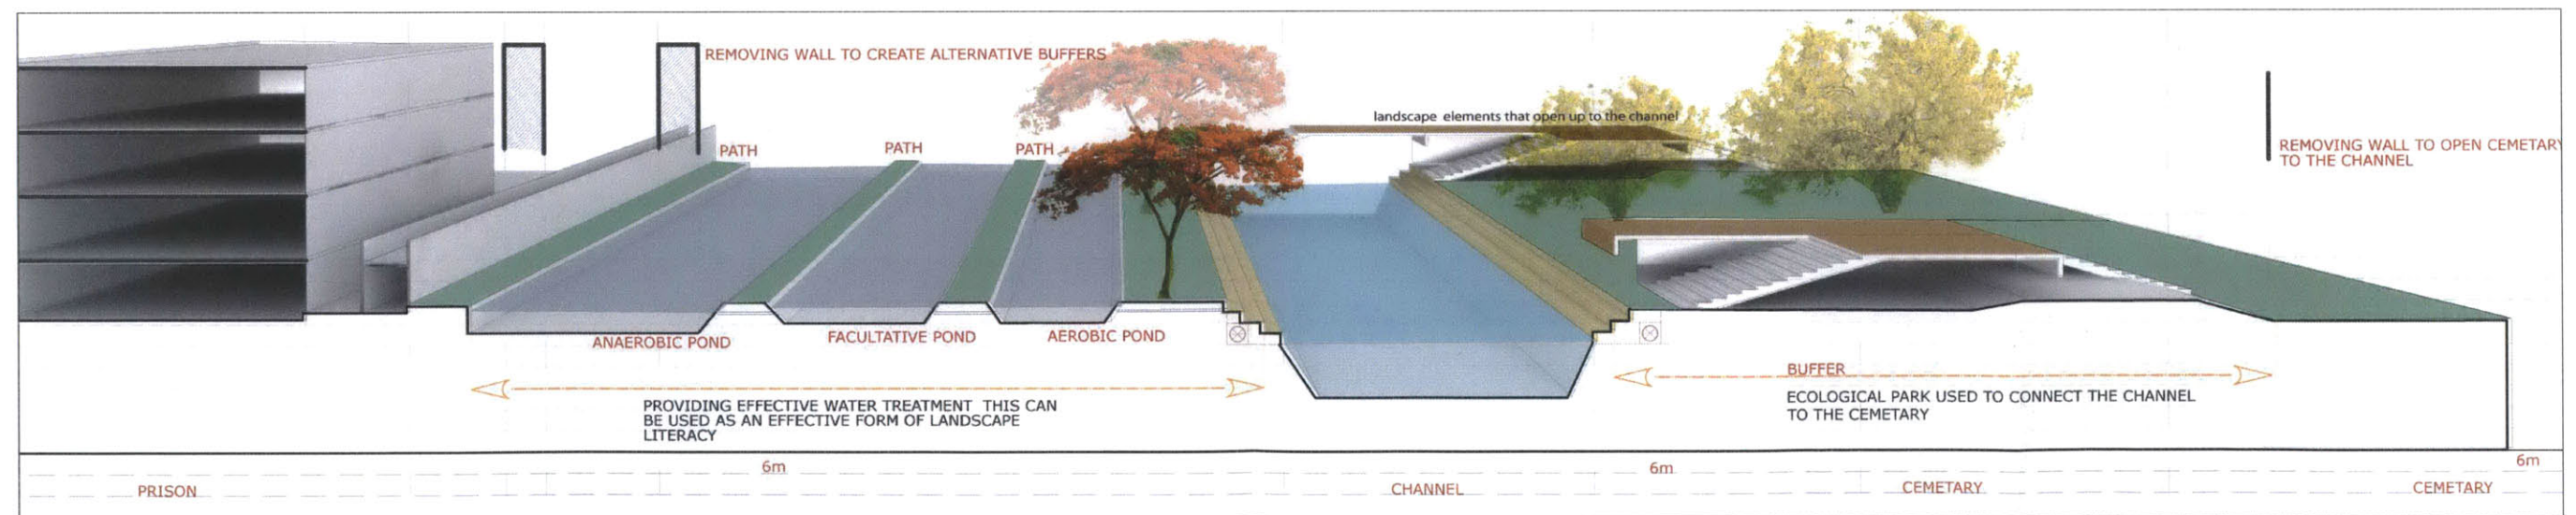 REMOVING WALL TO CREATE ALTERNATIVE BUFFERS
landscape elements that open up to the channel
REMOVING WALL TO OPEN CEMETARY
TO THE CHANNEL
PATH
PATH
PATH
ANAEROBIC POND
FACULTATIVE POND
AEROBIC POND
PROVIDING EFFECTIVE WATER TREATMENT THIS CAN
BE USED AS AN EFFECTIVE FORM OF LANDSCAPE
LITERACY
BUFFER
ECOLOGICAL PARK USED TO CONNECT THE CHANNEL
TO THE CEMETARY
6m
6m
6m
PRISON
CHANNEL
CEMETARY
CEMETARY